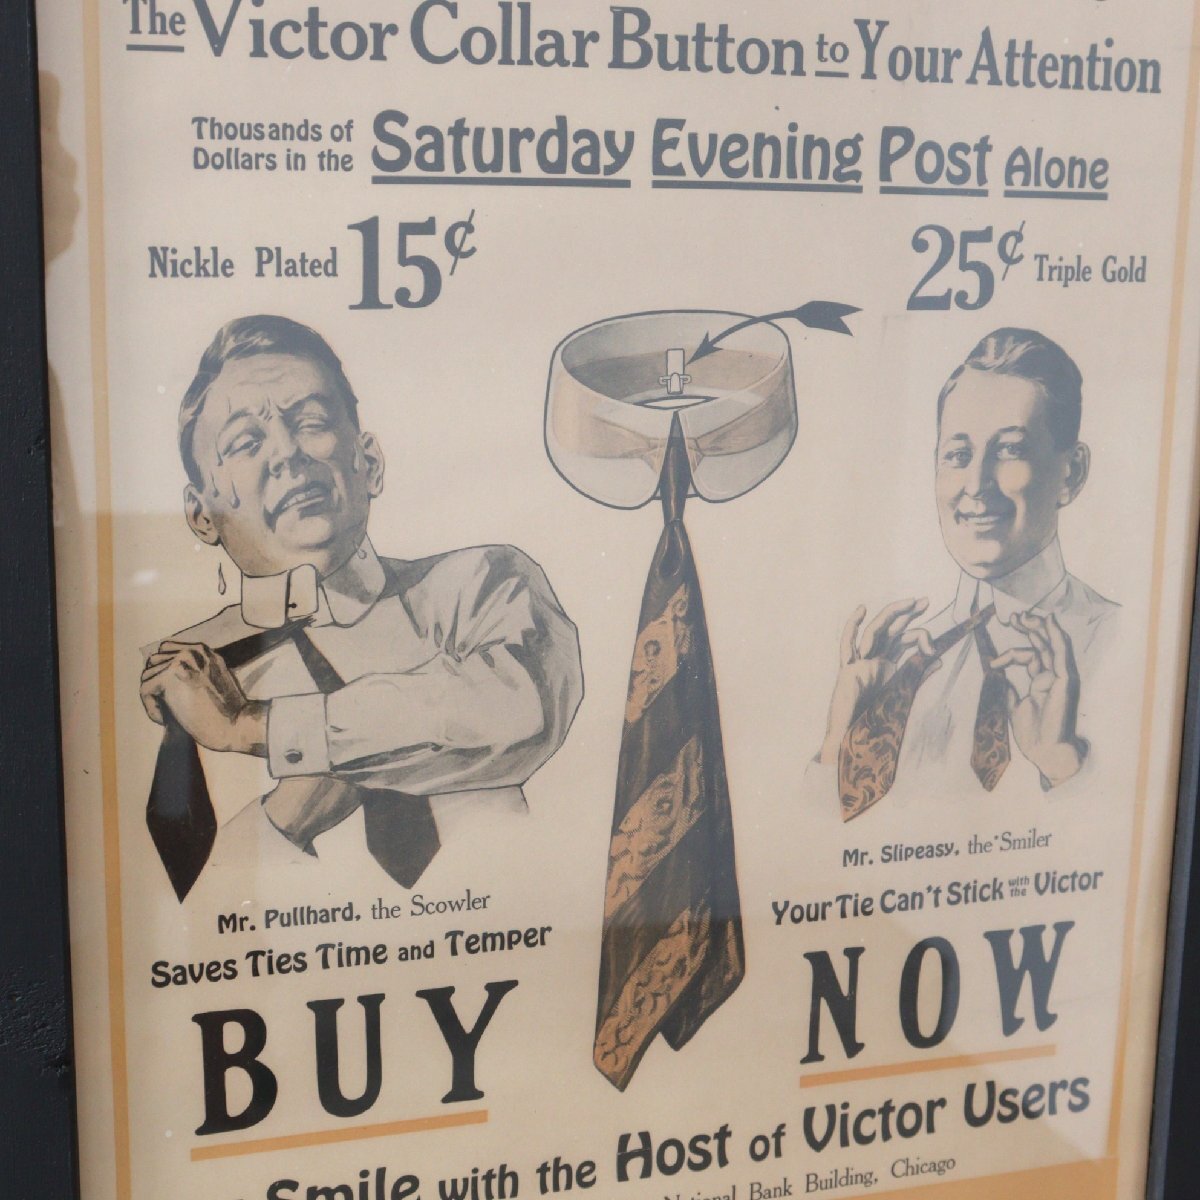 The Victor Collar Button to Your Attention
Thousands of
Dollars in the Saturday Evening Post Alone
Nickle Plated 15¢
25¢ Triple Gold
Mr. Pullhard, the Scowler
Saves Ties Time and Temper
BUY
Mr. Slipeasy, the Smiler
Your Tie Can't Stick with the Victor
NOW
Smile with the Host of Victor Users
National Bank Building, Chicago